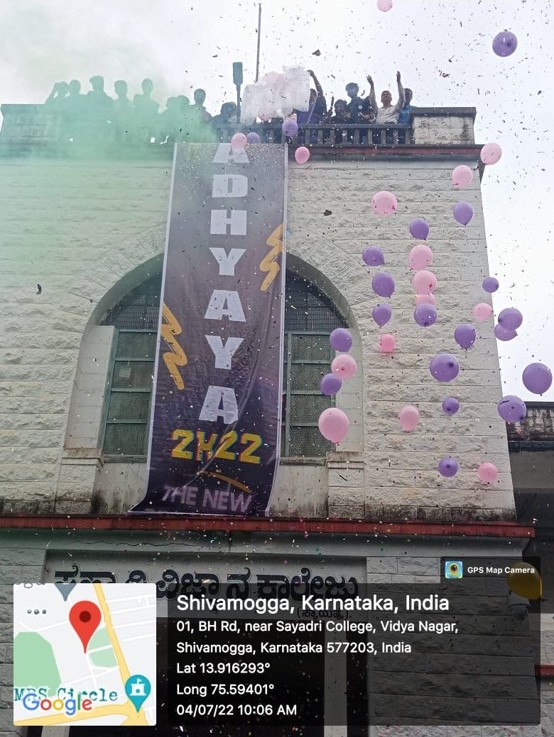 ADHYAYA
2K22
THE NEW
ಸಹ್ಯಾದ್ರಿ ವಿಜ್ಞಾನ ಕಾಲೇಜು
GPS Map Camera
Shivamogga, Karnataka, India
01, BH Rd, near Sayadri College, Vidya Nagar,
Shivamogga, Karnataka 577203, India
Lat 13.916293°
Long 75.59401°
04/07/22 10:06 AM
MRS Circle
Google